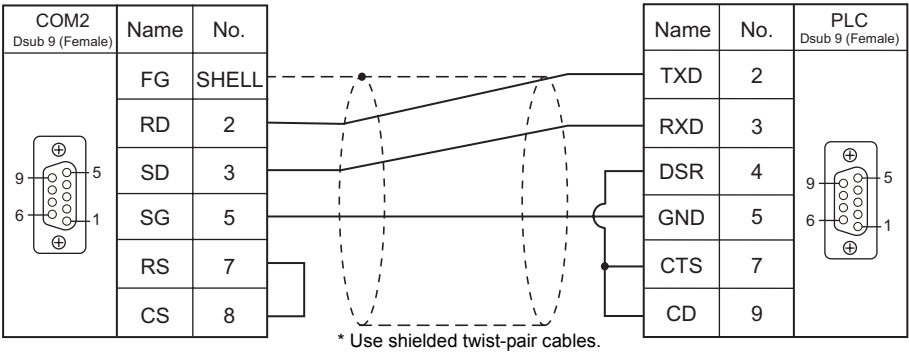 COM2
Dsub 9 (Female)
Name No.
FG SHELL
RD 2
SD 3
SG 5
RS 7
CS 8
9 5
6 1
Name No.
PLC
Dsub 9 (Female)
TXD 2
RXD 3
DSR 4
GND 5
CTS 7
CD 9
9 5
6 1
* Use shielded twist-pair cables.